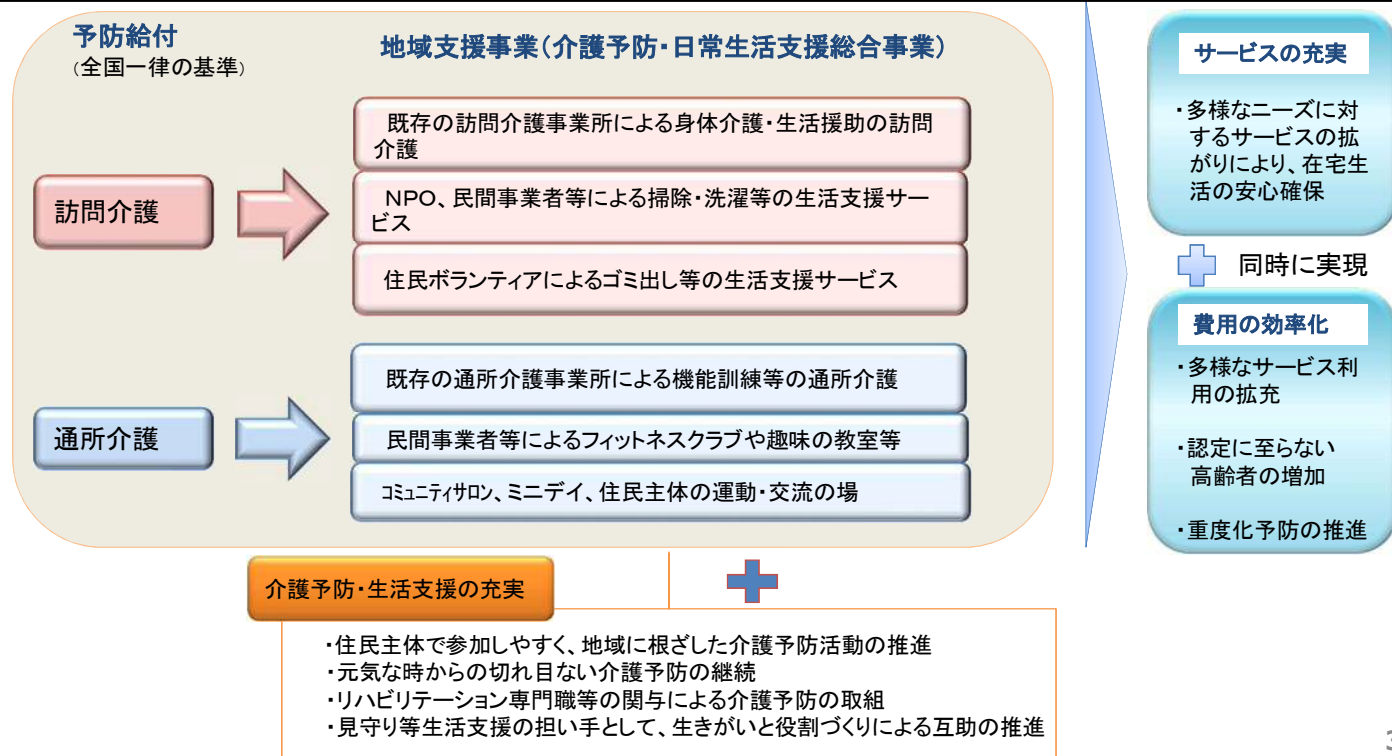 予防給付
(全国一律の基準)
地域支援事業(介護予防・日常生活支援総合事業)
訪問介護
既存の訪問介護事業所による身体介護・生活援助の訪問
介護
NPO、民間事業者等による掃除・洗濯等の生活支援サー
ビス
住民ボランティアによるゴミ出し等の生活支援サービス
通所介護
既存の通所介護事業所による機能訓練等の通所介護
民間事業者等によるフィットネスクラブや趣味の教室等
コミュニティサロン、ミニデイ、住民主体の運動・交流の場
介護予防・生活支援の充実
・住民主体で参加しやすく、地域に根ざした介護予防活動の推進
・元気な時からの切れ目ない介護予防の継続
・リハビリテーション専門職等の関与による介護予防の取組
・見守り等生活支援の担い手として、生きがいと役割づくりによる互助の推進
サービスの充実
・多様なニーズに対
するサービスの拡
がりにより、在宅生
活の安心確保
同時に実現
費用の効率化
・多様なサービス利
用の拡充
・認定に至らない
高齢者の増加
・重度化予防の推進